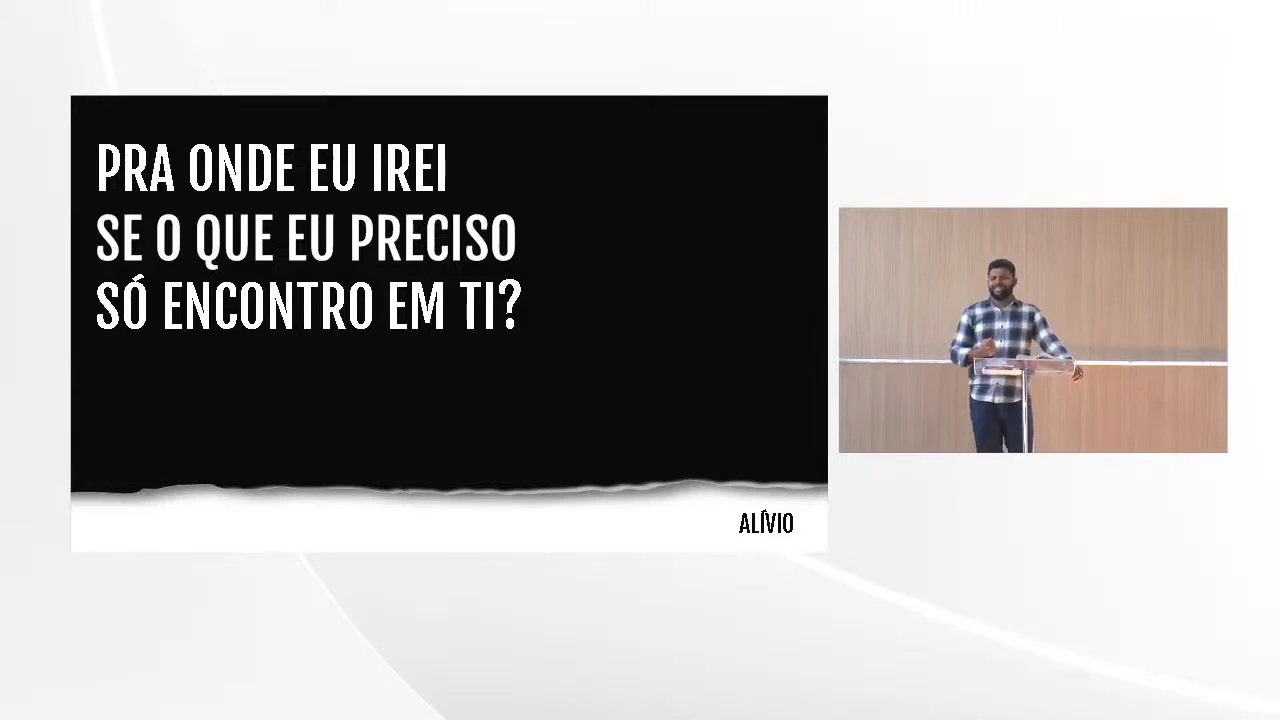 PRA ONDE EU IREI
SE O QUE EU PRECISO
SÓ ENCONTRO EM TI?
ALÍVIO